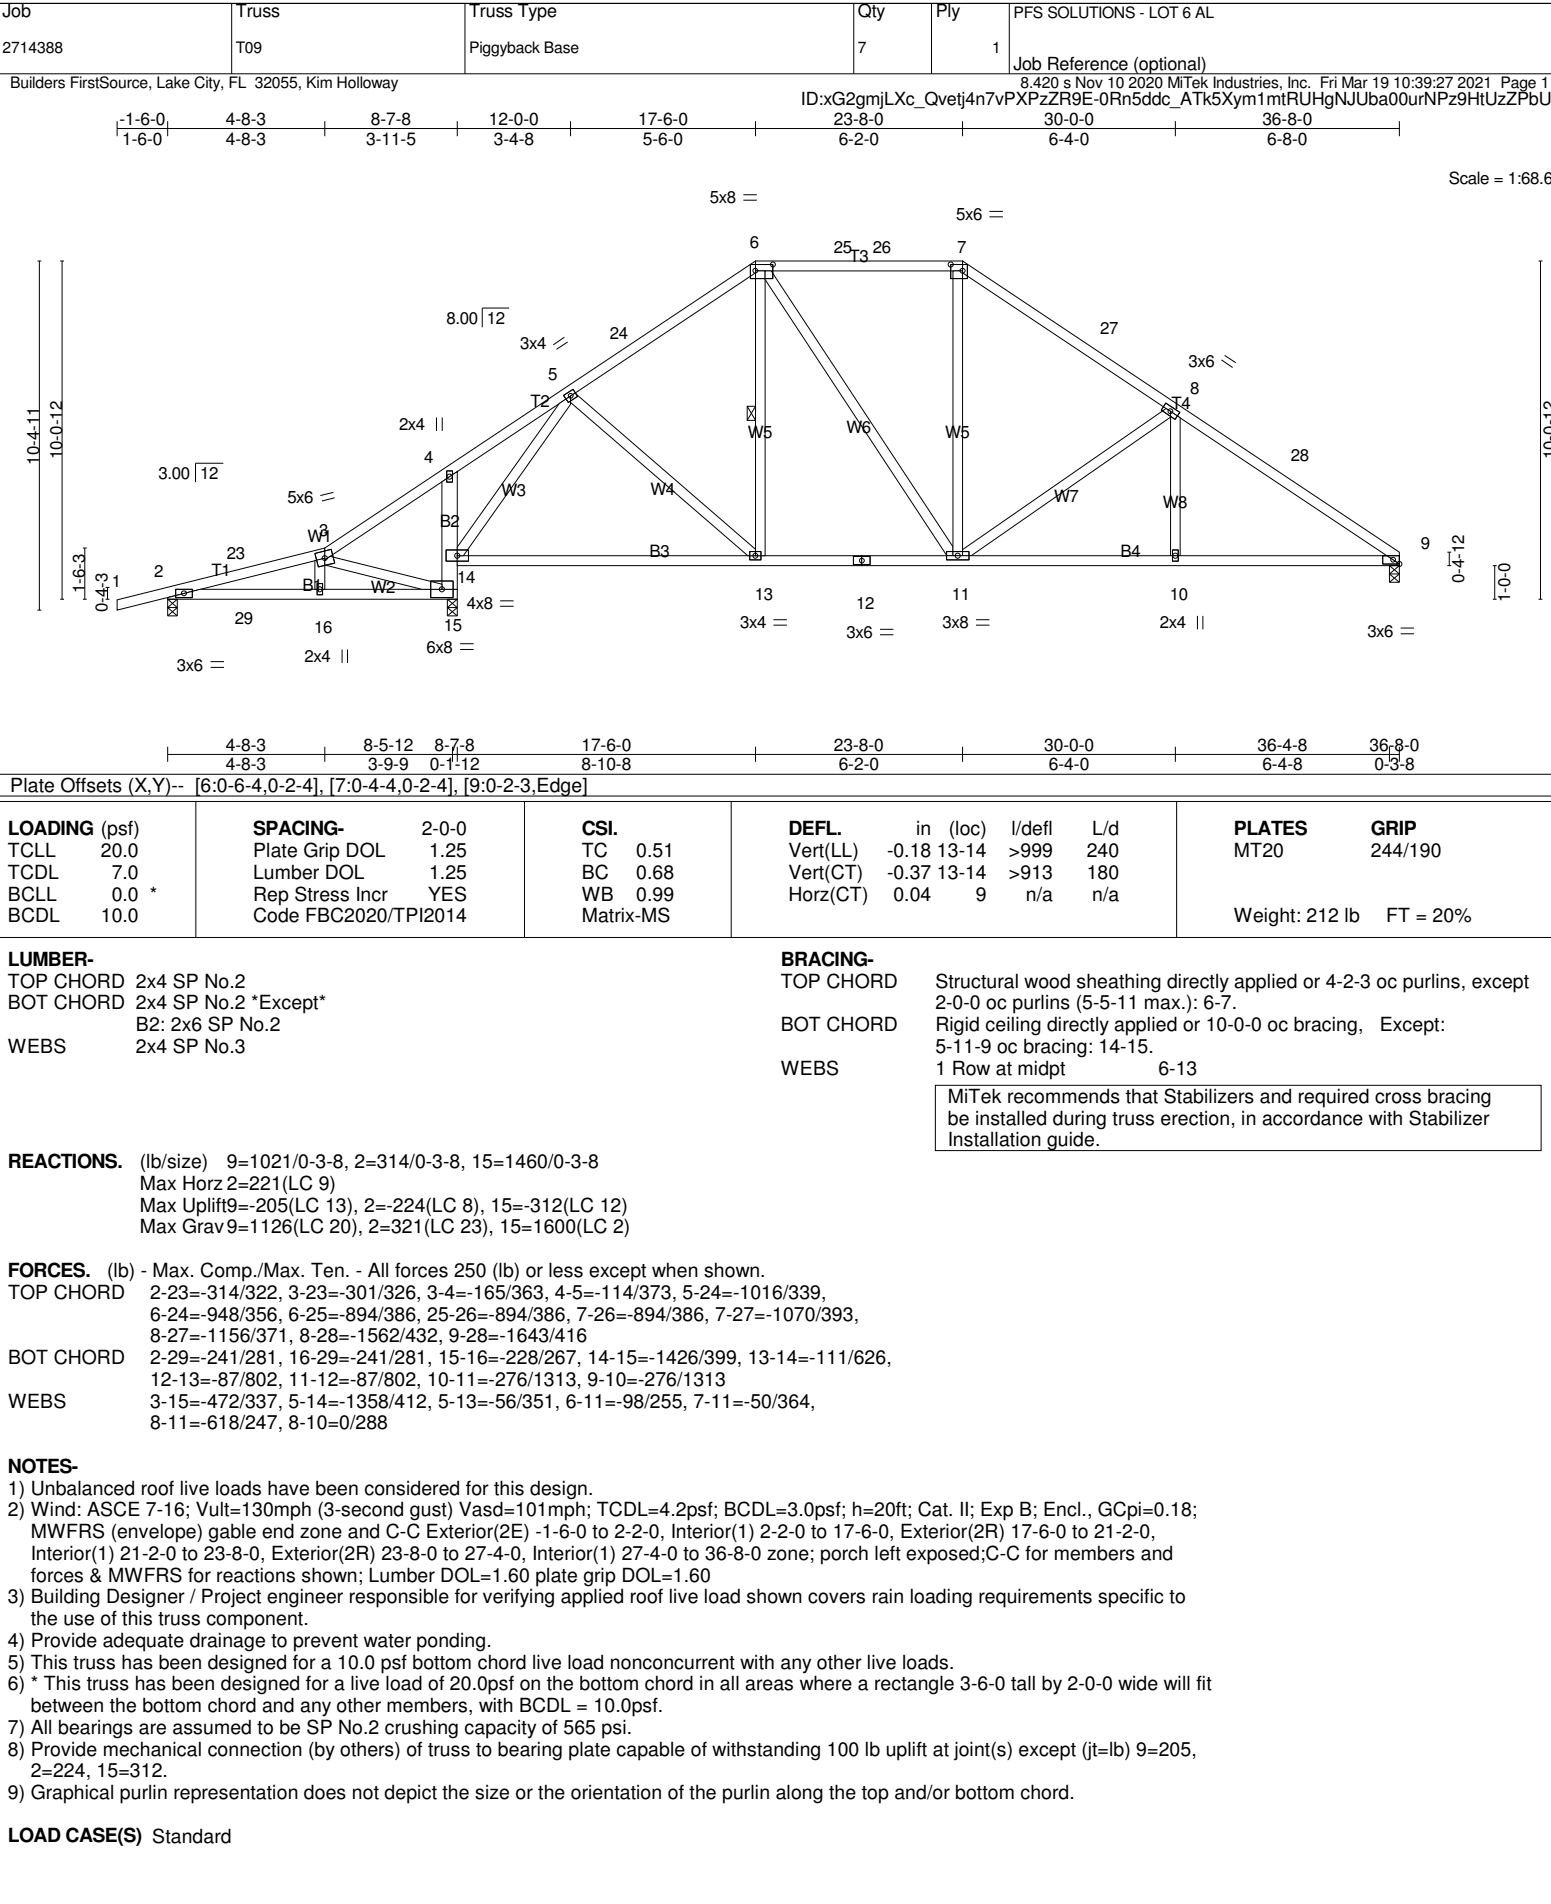 Job Truss Truss Type Qty Ply PFS SOLUTIONS - LOT 6 AL
2714388 T09 Piggyback Base 7 1
Job Reference (optional)
Builders FirstSource, Lake City, FL 32055, Kim Holloway 8.420 s Nov 10 2020 MiTek Industries, Inc. Fri Mar 19 10:39:27 2021 Page 1
ID:xG2gmjLXc_Qvetj4n7vPXPzZR9E-0Rn5ddc_ATk5Xym1mtRUHgNJUba00urNPz9HtUzZPbU
-1-6-0 4-8-3 8-7-8 12-0-0 17-6-0 23-8-0 30-0-0 36-8-0
1-6-0 4-8-3 3-11-5 3-4-8 5-6-0 6-2-0 6-4-0 6-8-0
Scale = 1:68.6
5x8 =
5x6 =
6 25 T3 26 7
8.00 12
24
27
3x4
3x6
5
8
T2
T4
10-4-11
10-0-12
10-0-12
2x4 ||
W5 W6 W5
4
28
3.00 12
5x6
W3 W4 W7 W8
B2
3
W1
23
B3 B4
9
2
T1
1-6-3
0-4-3
1
B1
W2
14
0-4-12
1-0-0
4x8 =
29
16
15
13 12 11 10
3x4 = 3x6 = 3x8 = 2x4 || 3x6 =
6x8 =
2x4 ||
3x6 =
4-8-3 8-5-12 8-7-8 17-6-0 23-8-0 30-0-0 36-4-8 36-8-0
4-8-3 3-9-9 0-1-12 8-10-8 6-2-0 6-4-0 6-4-8 0-3-8
Plate Offsets (X,Y)-- [6:0-6-4,0-2-4], [7:0-4-4,0-2-4], [9:0-2-3,Edge]
LOADING (psf) SPACING- 2-0-0 CSI. DEFL. in (loc) l/defl L/d PLATES GRIP
TCLL 20.0 Plate Grip DOL 1.25 TC 0.51 Vert(LL) -0.18 13-14 >999 240 MT20 244/190
TCDL 7.0 Lumber DOL 1.25 BC 0.68 Vert(CT) -0.37 13-14 >913 180
BCLL 0.0 * Rep Stress Incr YES WB 0.99 Horz(CT) 0.04 9 n/a n/a
BCDL 10.0 Code FBC2020/TPI2014 Matrix-MS Weight: 212 lb FT = 20%
LUMBER-
TOP CHORD 2x4 SP No.2
BOT CHORD 2x4 SP No.2 *Except*
B2: 2x6 SP No.2
WEBS 2x4 SP No.3
BRACING-
TOP CHORD Structural wood sheathing directly applied or 4-2-3 oc purlins, except
2-0-0 oc purlins (5-5-11 max.): 6-7.
BOT CHORD Rigid ceiling directly applied or 10-0-0 oc bracing, Except:
5-11-9 oc bracing: 14-15.
WEBS 1 Row at midpt 6-13
MiTek recommends that Stabilizers and required cross bracing
be installed during truss erection, in accordance with Stabilizer
Installation guide.
REACTIONS. (lb/size) 9=1021/0-3-8, 2=314/0-3-8, 15=1460/0-3-8
Max Horz 2=221(LC 9)
Max Uplift 9=-205(LC 13), 2=-224(LC 8), 15=-312(LC 12)
Max Grav 9=1126(LC 20), 2=321(LC 23), 15=1600(LC 2)
FORCES. (lb) - Max. Comp./Max. Ten. - All forces 250 (lb) or less except when shown.
TOP CHORD 2-23=-314/322, 3-23=-301/326, 3-4=-165/363, 4-5=-114/373, 5-24=-1016/339,
6-24=-948/356, 6-25=-894/386, 25-26=-894/386, 7-26=-894/386, 7-27=-1070/393,
8-27=-1156/371, 8-28=-1562/432, 9-28=-1643/416
BOT CHORD 2-29=-241/281, 16-29=-241/281, 15-16=-228/267, 14-15=-1426/399, 13-14=-111/626,
12-13=-87/802, 11-12=-87/802, 10-11=-276/1313, 9-10=-276/1313
WEBS 3-15=-472/337, 5-14=-1358/412, 5-13=-56/351, 6-11=-98/255, 7-11=-50/364,
8-11=-618/247, 8-10=0/288
NOTES-
1) Unbalanced roof live loads have been considered for this design.
2) Wind: ASCE 7-16; Vult=130mph (3-second gust) Vasd=101mph; TCDL=4.2psf; BCDL=3.0psf; h=20ft; Cat. II; Exp B; Encl., GCpi=0.18;
MWFRS (envelope) gable end zone and C-C Exterior(2E) -1-6-0 to 2-2-0, Interior(1) 2-2-0 to 17-6-0, Exterior(2R) 17-6-0 to 21-2-0,
Interior(1) 21-2-0 to 23-8-0, Exterior(2R) 23-8-0 to 27-4-0, Interior(1) 27-4-0 to 36-8-0 zone; porch left exposed;C-C for members and
forces & MWFRS for reactions shown; Lumber DOL=1.60 plate grip DOL=1.60
3) Building Designer / Project engineer responsible for verifying applied roof live load shown covers rain loading requirements specific to
the use of this truss component.
4) Provide adequate drainage to prevent water ponding.
5) This truss has been designed for a 10.0 psf bottom chord live load nonconcurrent with any other live loads.
6) * This truss has been designed for a live load of 20.0psf on the bottom chord in all areas where a rectangle 3-6-0 tall by 2-0-0 wide will fit
between the bottom chord and any other members, with BCDL = 10.0psf.
7) All bearings are assumed to be SP No.2 crushing capacity of 565 psi.
8) Provide mechanical connection (by others) of truss to bearing plate capable of withstanding 100 lb uplift at joint(s) except (jt=lb) 9=205,
2=224, 15=312.
9) Graphical purlin representation does not depict the size or the orientation of the purlin along the top and/or bottom chord.
LOAD CASE(S) Standard